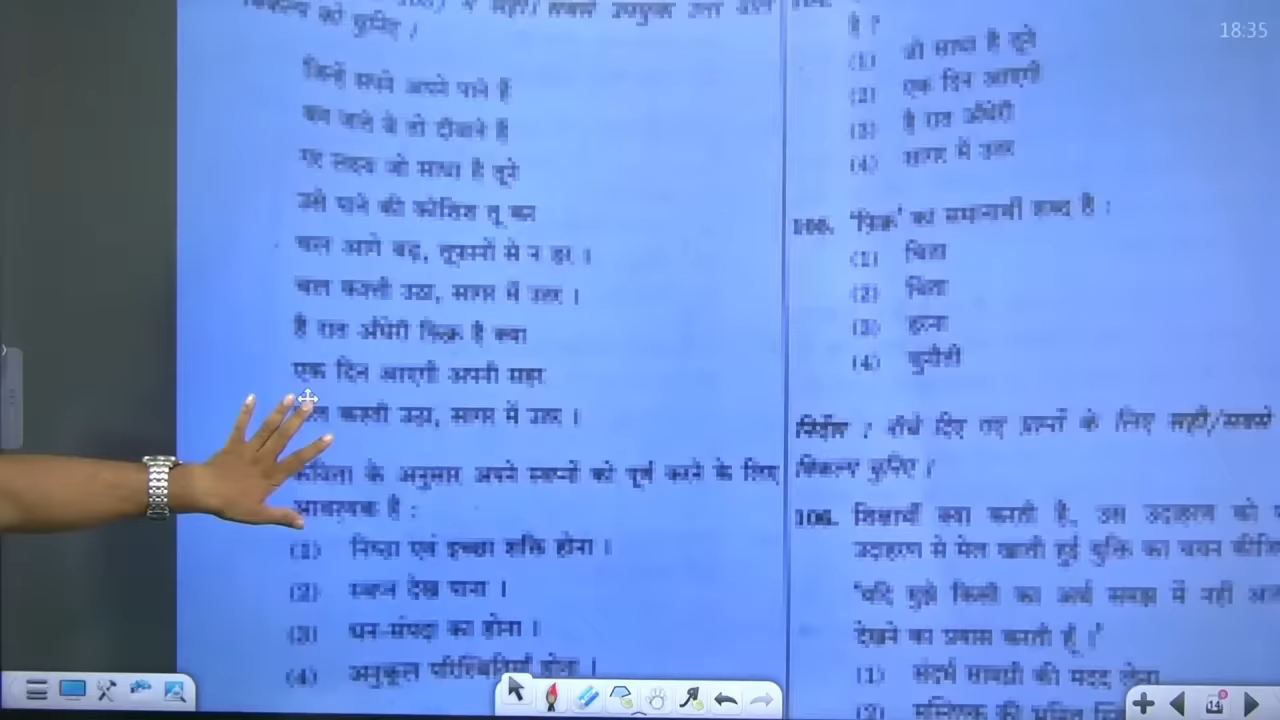 विकल्प को चुनिए ।
जिन्हें सपने अपने पाने हैं
बन जाते वे तो दीवाने हैं
गर लक्ष्य जो साधा है तूने
उसे पाने की कोशिश तू कर
चल आगे बढ़, तूफानों से न डर ।
चल कश्ती उठा, सागर में उतर ।
है रात अँधेरी फिक्र है क्या
एक दिन आएगी अपनी सहर
कश्ती उठा, सागर में उतर ।
कविता के अनुसार अपने स्वप्नों को पूर्ण करने के लिए
आवश्यक है :
(1) निष्ठा एवं इच्छा शक्ति होना ।
(2) स्वप्न देख पाना ।
(3) धन-संपदा का होना ।
(4) अनुकूल परिस्थितियाँ होना ।
है ?
(1) जो साधा है तूने
(2) एक दिन आएगी
(3) है रात अँधेरी
(4) सागर में उतर
105. 'फ़िक्र' का समानार्थी शब्द है :
(1)
(2)
(3) डरना
(4) चुनौती
निर्देश : नीचे दिए गए प्रश्नों के लिए सही/सबसे
विकल्प चुनिए ।
106. शिक्षार्थी क्या करती है, उस उदाहरण को
उदाहरण से मेल खाती हुई युक्ति का चयन कीजि
"यदि मुझे किसी का अर्थ समझ में नहीं
देखने का प्रयास करती हूँ ।"
(1) संदर्भ सामग्री की मदद लेना
(2)
18:35
14